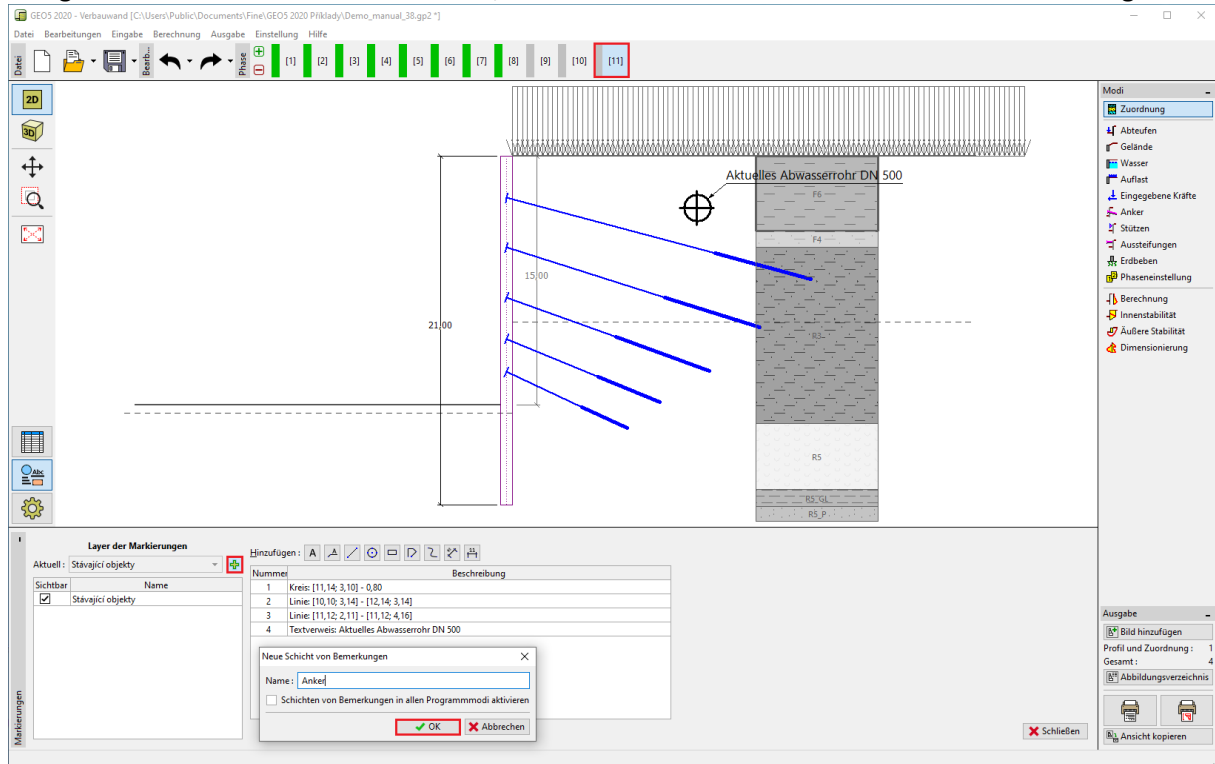 GEO5 2020 - Verbauwand [C:\Users\Public\Documents\Fine\GEO5 2020 Příklady\Demo_manual_38.gp2 *]
Datei Bearbeitungen Eingabe Berechnung Ausgabe Einstellung Hilfe
Datei
Bearb...
Phase
[1] [2] [3] [4] [5] [6] [7] [8] [9] [10] [11]
2D
3D
Abc
Aktuelles Abwasserrohr DN 500
F6
F4
15,00
21,00
R3
R5
R5_GL
R5_P
Modi
Zuordnung
Abteufen
Gelände
Wasser
Auflast
Eingegebene Kräfte
Anker
Stützen
Aussteifungen
Erdbeben
Phaseneinstellung
Berechnung
Innenstabilität
Äußere Stabilität
Dimensionierung
Markierungen
Layer der Markierungen
Aktuell : Stávající objekty
Sichtbar Name
Stávající objekty
Hinzufügen :
Nummer Beschreibung
1 Kreis: [11,14; 3,10] - 0,80
2 Linie: [10,10; 3,14] - [12,14; 3,14]
3 Linie: [11,12; 2,11] - [11,12; 4,16]
4 Textverweis: Aktuelles Abwasserrohr DN 500
Neue Schicht von Bemerkungen
Name : Anker
Schichten von Bemerkungen in allen Programmmodi aktivieren
OK Abbrechen
Schließen
Ausgabe
Bild hinzufügen
Profil und Zuordnung : 1
Gesamt : 4
Abbildungsverzeichnis
Ansicht kopieren